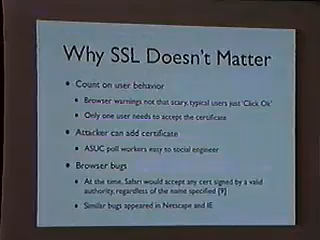 Why SSL Doesn't Matter
• Count on user behavior
• Browser warnings not that scary, typical users just 'Click Ok'
• Only one user needs to accept the certificate
• Attacker can add certificate
• ASUC poll workers easy to social engineer
• Browser bugs
• At the time, Safari would accept any cert signed by a valid
authority, regardless of the name specified [9]
• Similar bugs appeared in Netscape and IE